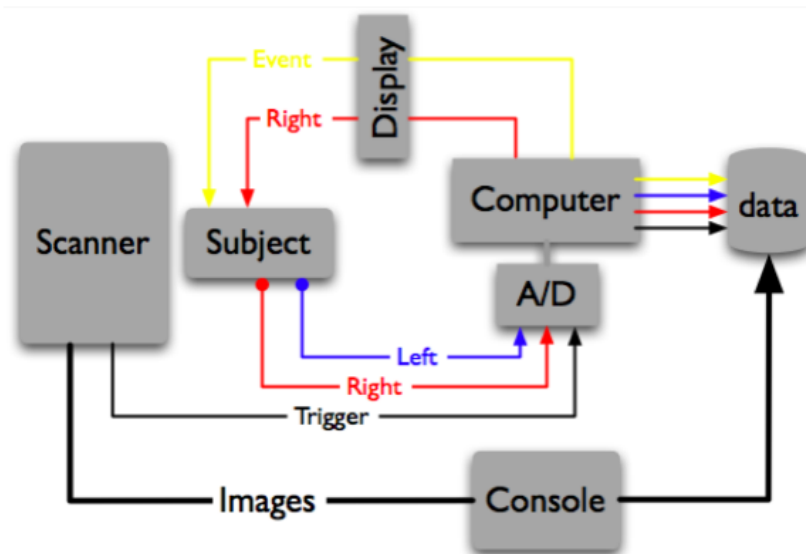 Event
Display
Right
Computer
data
Scanner
Subject
A/D
Left
Right
Trigger
Images
Console